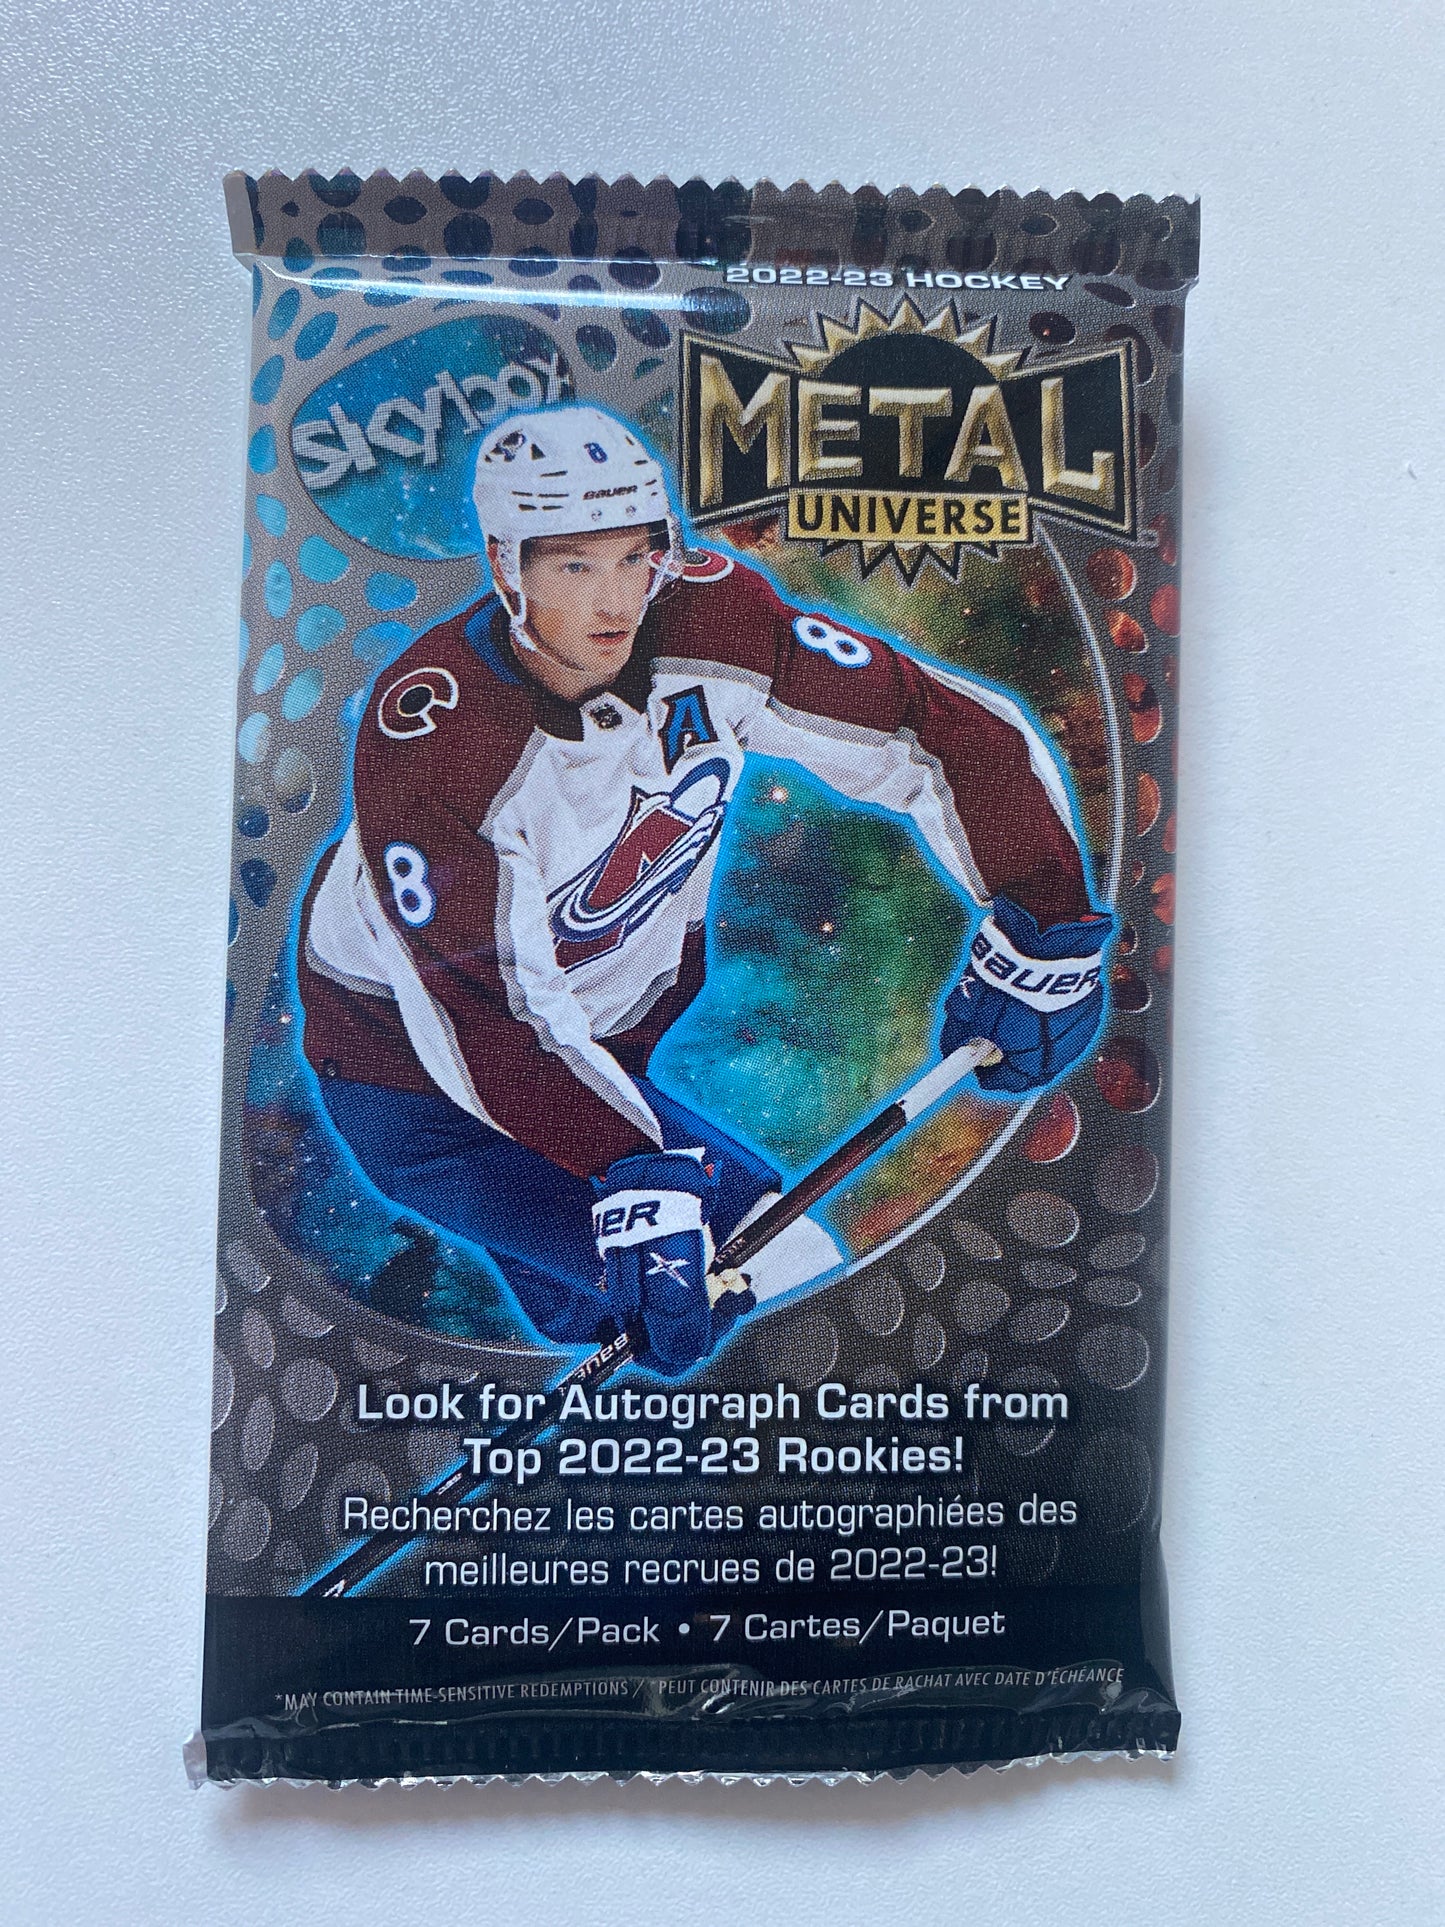 2022-23 HOCKEY
skybox
METAL
UNIVERSE
8
BAUER
8
A
8
BAUER
UER
BAUE
Look for Autograph Cards from
Top 2022-23 Rookies!
Recherchez les cartes autographiées des
meilleures recrues de 2022-23!
7 Cards/Pack • 7 Cartes/Paquet
*MAY CONTAIN TIME-SENSITIVE REDEMPTIONS / *PEUT CONTENIR DES CARTES DE RACHAT AVEC DATE D'ÉCHÉANCE